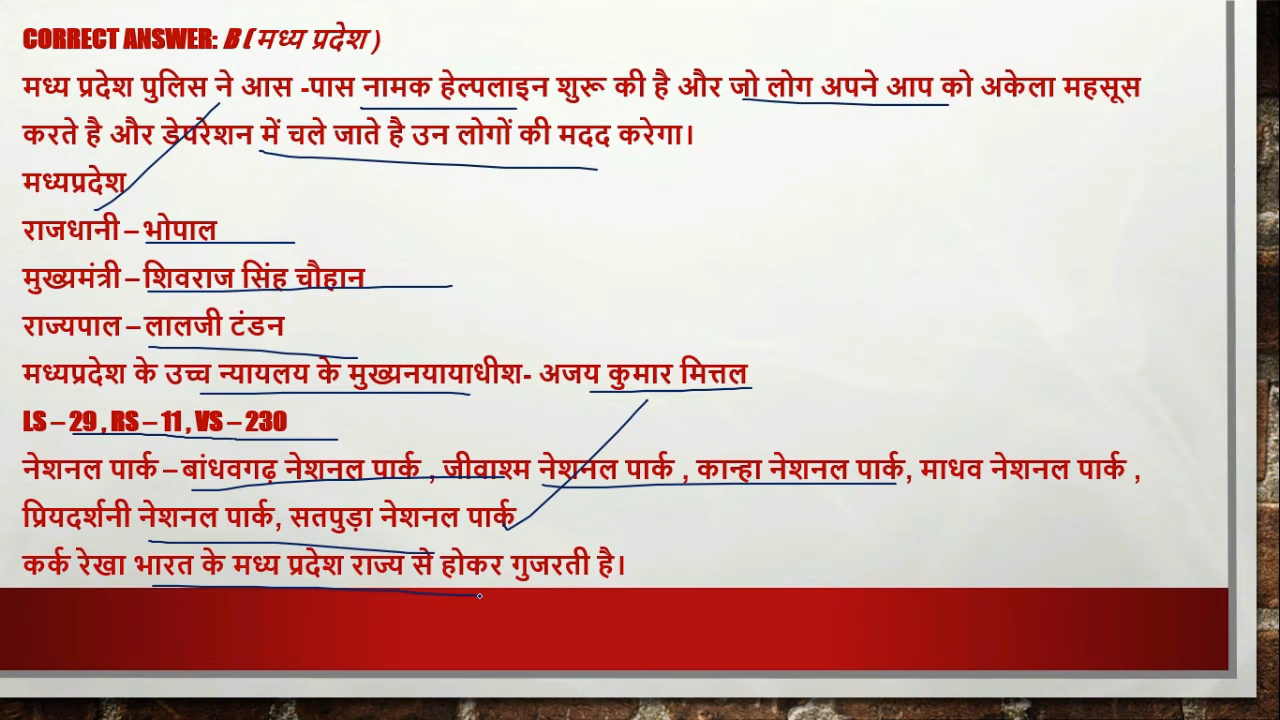 CORRECT ANSWER: B ( मध्य प्रदेश )
मध्य प्रदेश पुलिस ने आस -पास नामक हेल्पलाइन शुरू की है और जो लोग अपने आप को अकेला महसूस
करते है और डेपरेशन में चले जाते है उन लोगों की मदद करेगा।
मध्यप्रदेश
राजधानी – भोपाल
मुख्यमंत्री – शिवराज सिंह चौहान
राज्यपाल – लालजी टंडन
मध्यप्रदेश के उच्च न्यायलय के मुख्यनयायाधीश- अजय कुमार मित्तल
LS – 29 , RS – 11 , VS – 230
नेशनल पार्क – बांधवगढ़ नेशनल पार्क , जीवाश्म नेशनल पार्क , कान्हा नेशनल पार्क, माधव नेशनल पार्क ,
प्रियदर्शनी नेशनल पार्क, सतपुड़ा नेशनल पार्क
कर्क रेखा भारत के मध्य प्रदेश राज्य से होकर गुजरती है।